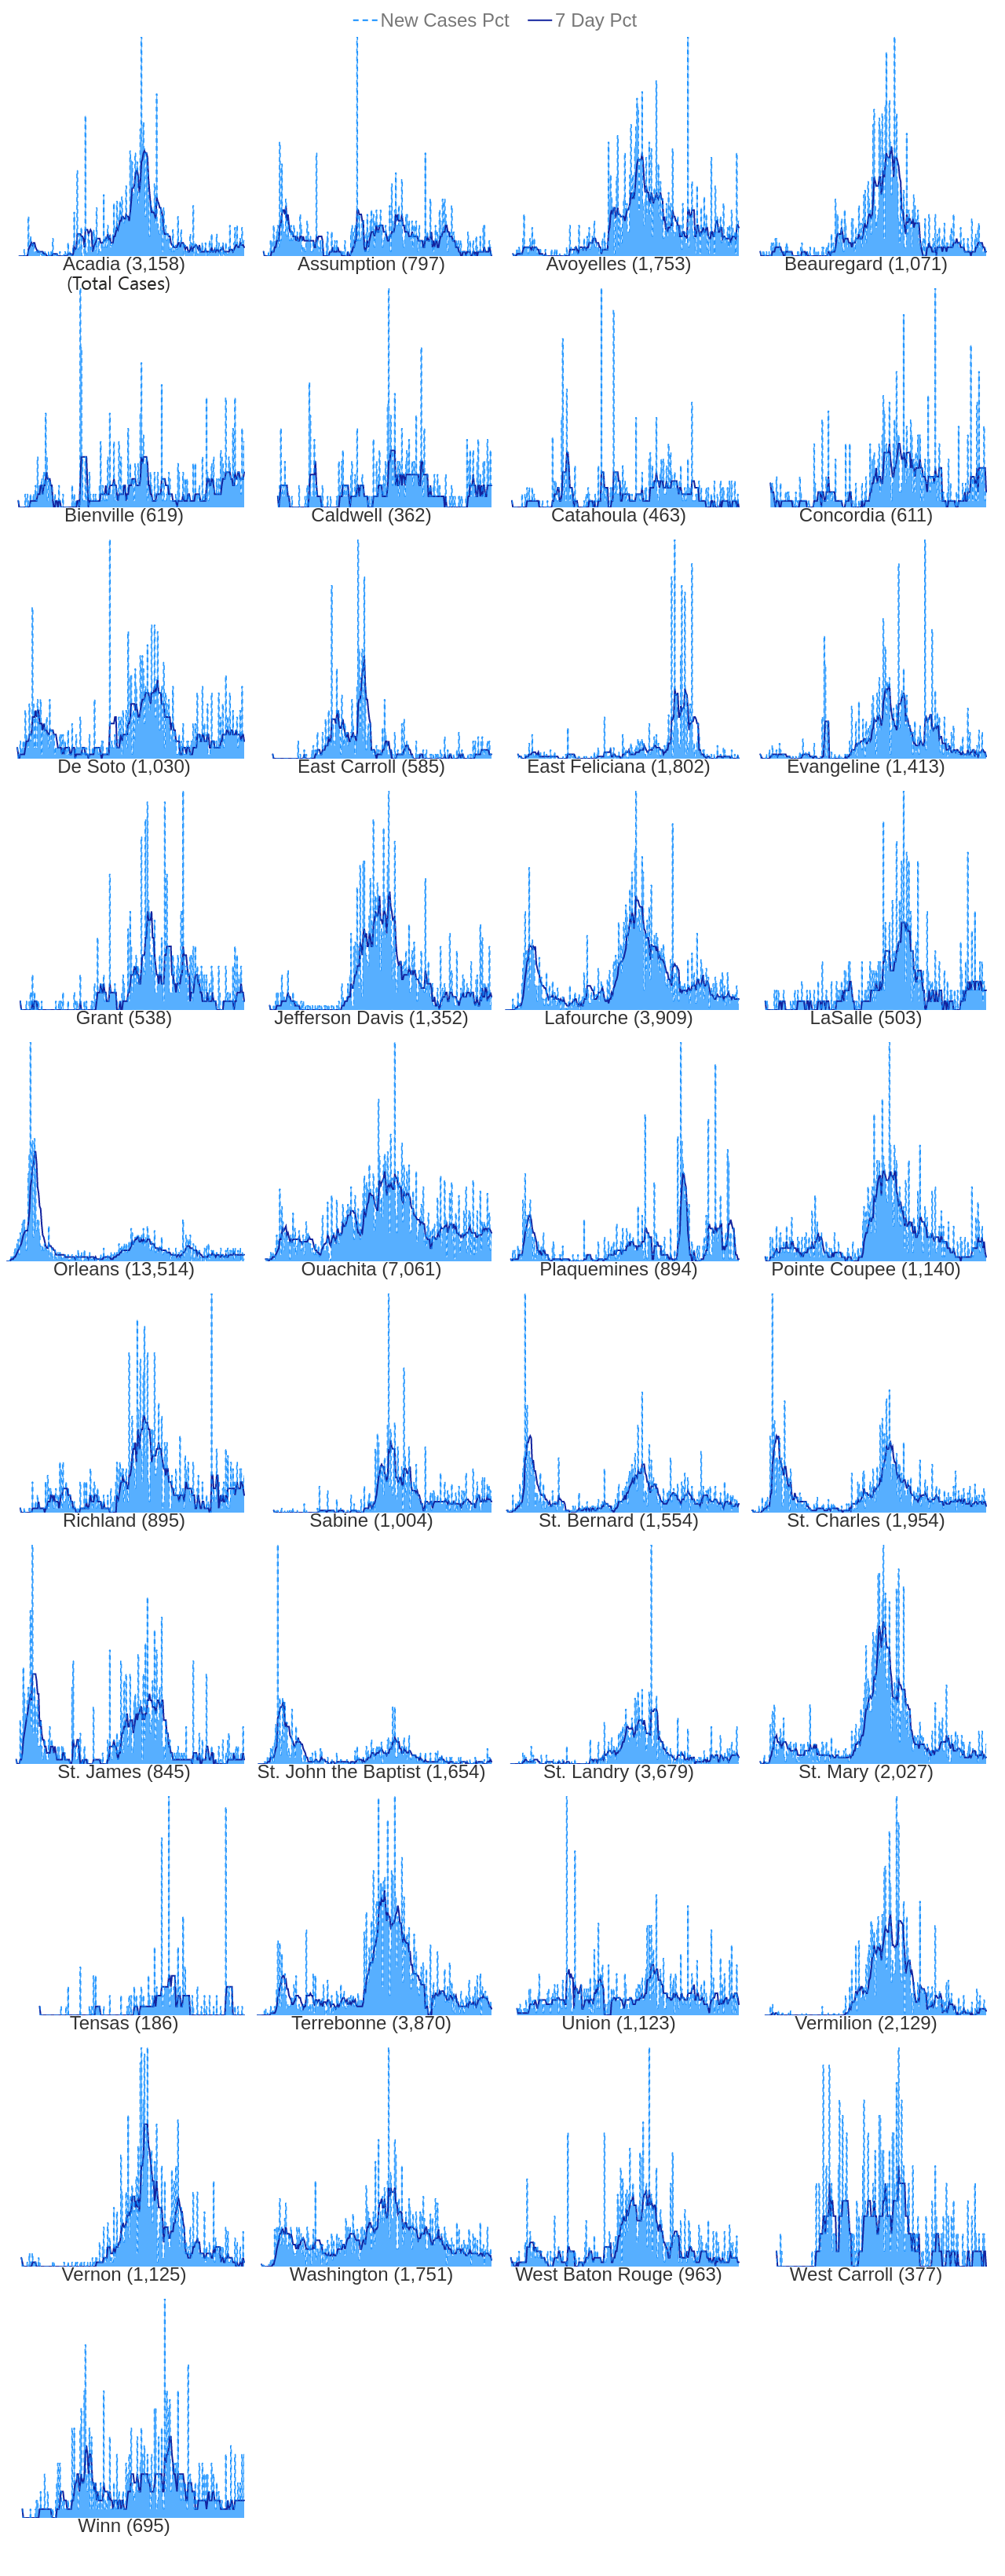 New Cases Pct 7 Day Pct
Acadia (3,158) Assumption (797) Avoyelles (1,753) Beauregard (1,071)
(Total Cases)
Bienville (619) Caldwell (362) Catahoula (463) Concordia (611)
De Soto (1,030) East Carroll (585) East Feliciana (1,802) Evangeline (1,413)
Grant (538) Jefferson Davis (1,352) Lafourche (3,909) LaSalle (503)
Orleans (13,514) Ouachita (7,061) Plaquemines (894) Pointe Coupee (1,140)
Richland (895) Sabine (1,004) St. Bernard (1,554) St. Charles (1,954)
St. James (845) St. John the Baptist (1,654) St. Landry (3,679) St. Mary (2,027)
Tensas (186) Terrebonne (3,870) Union (1,123) Vermilion (2,129)
Vernon (1,125) Washington (1,751) West Baton Rouge (963) West Carroll (377)
Winn (695)